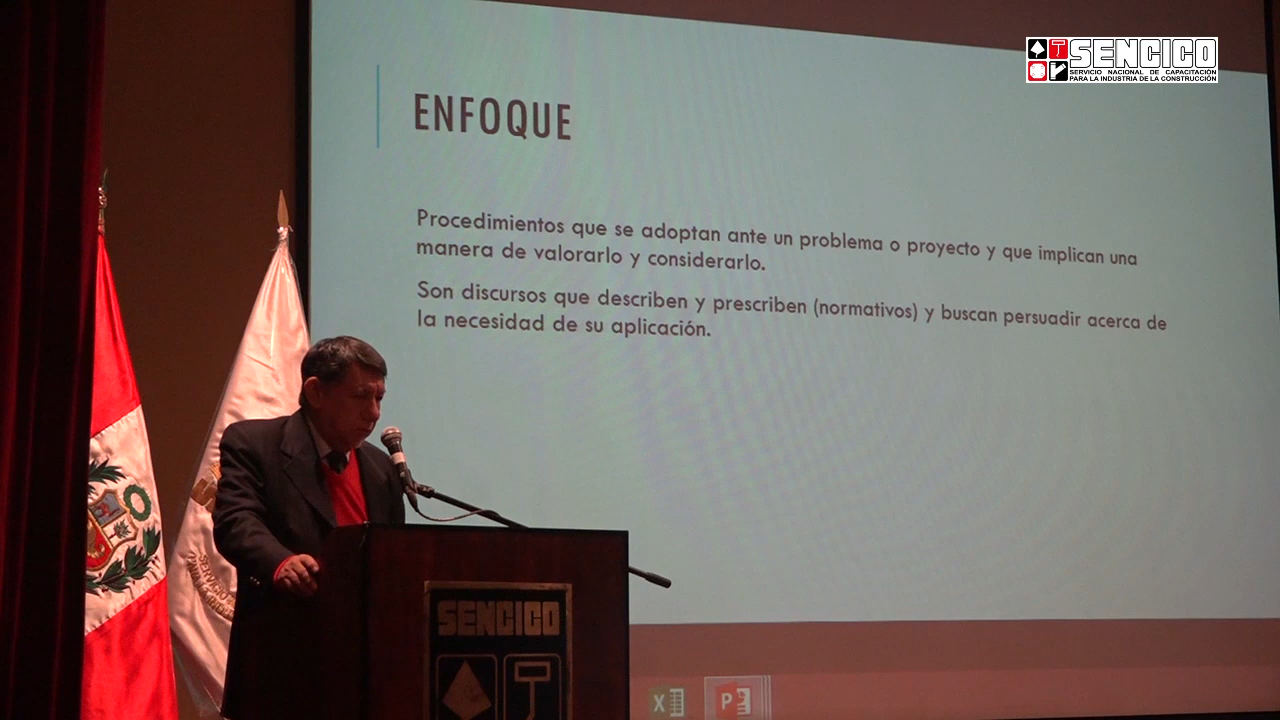 SENCICO
SERVICIO NACIONAL DE CAPACITACIÓN
PARA LA INDUSTRIA DE LA CONSTRUCCIÓN
ENFOQUE
Procedimientos que se adoptan ante un problema o proyecto y que implican una
manera de valorarlo y considerarlo.
Son discursos que describen y prescriben (normativos) y buscan persuadir acerca de
la necesidad de su aplicación.
SERVICIO
SENCICO